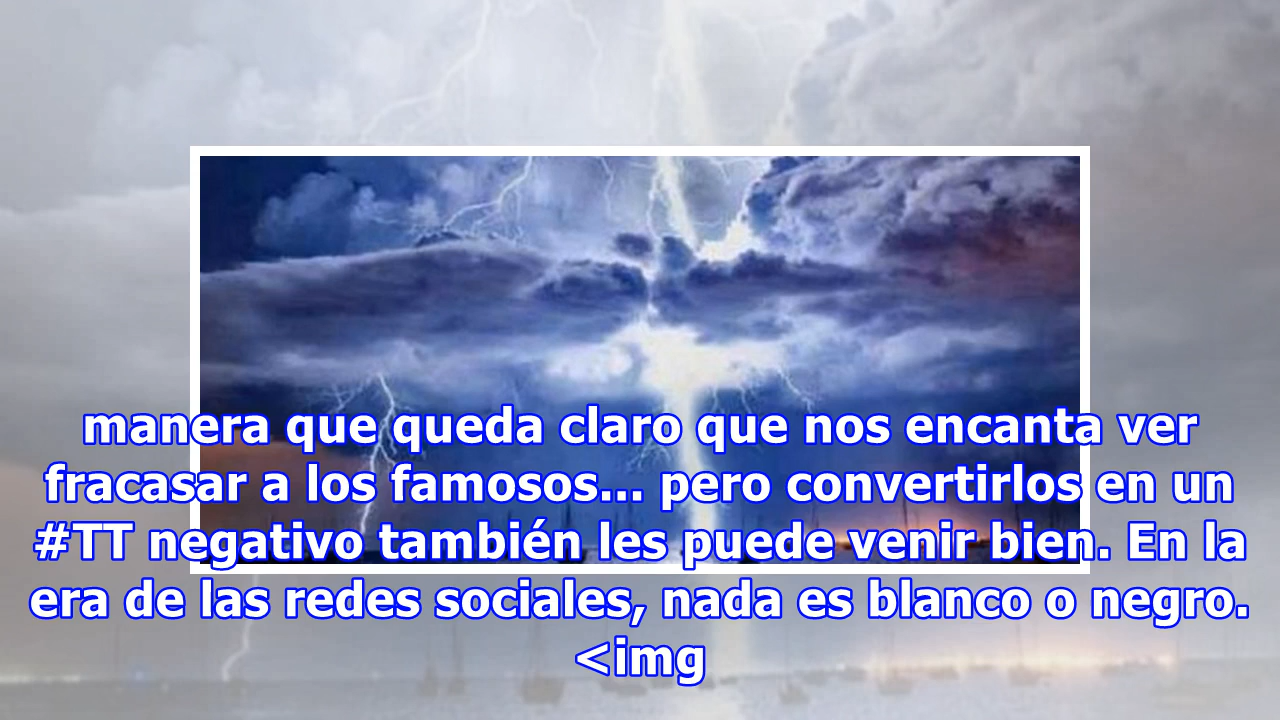 manera que queda claro que nos encanta ver
fracasar a los famosos... pero convertirlos en un
#TT negativo también les puede venir bien. En la
era de las redes sociales, nada es blanco o negro.
<img